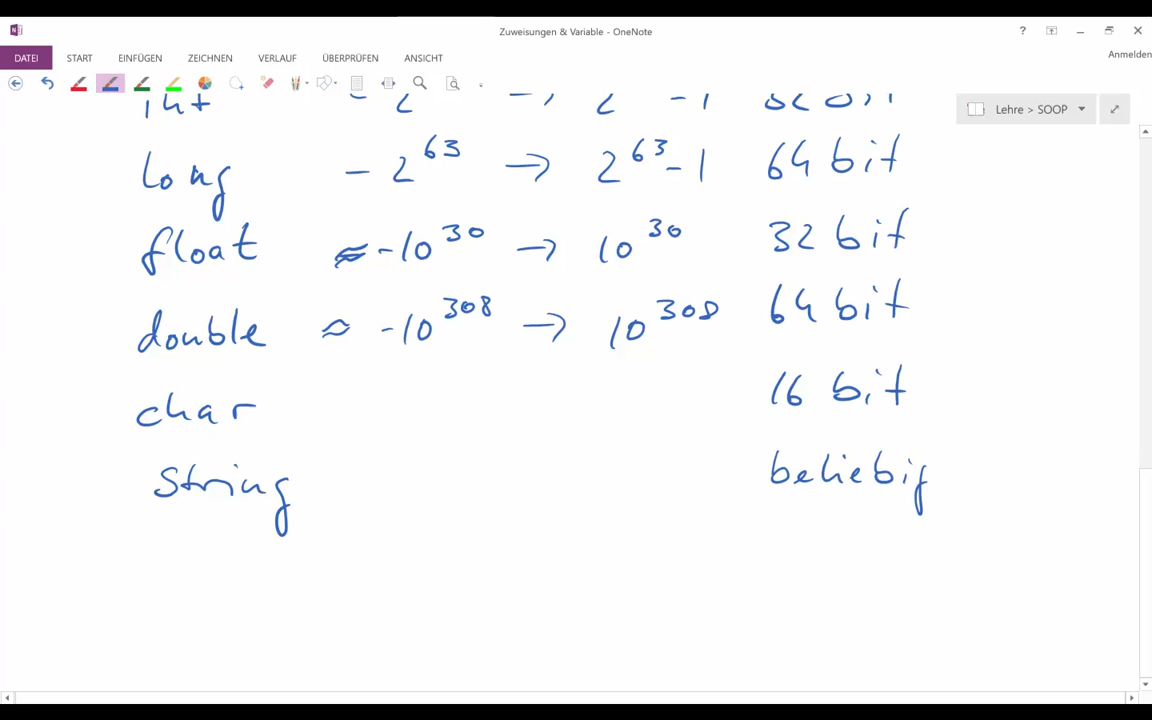 Zuweisungen & Variable - OneNote
?
DATEI START EINFÜGEN ZEICHNEN VERLAUF ÜBERPRÜFEN ANSICHT
Anmelden
Lehre > SOOP
int
long - 2^63 → 2^63 - 1 64 bit
float ≈ -10^30 → 10^30 32 bit
double ≈ -10^308 → 10^308 64 bit
char 16 bit
String beliebig